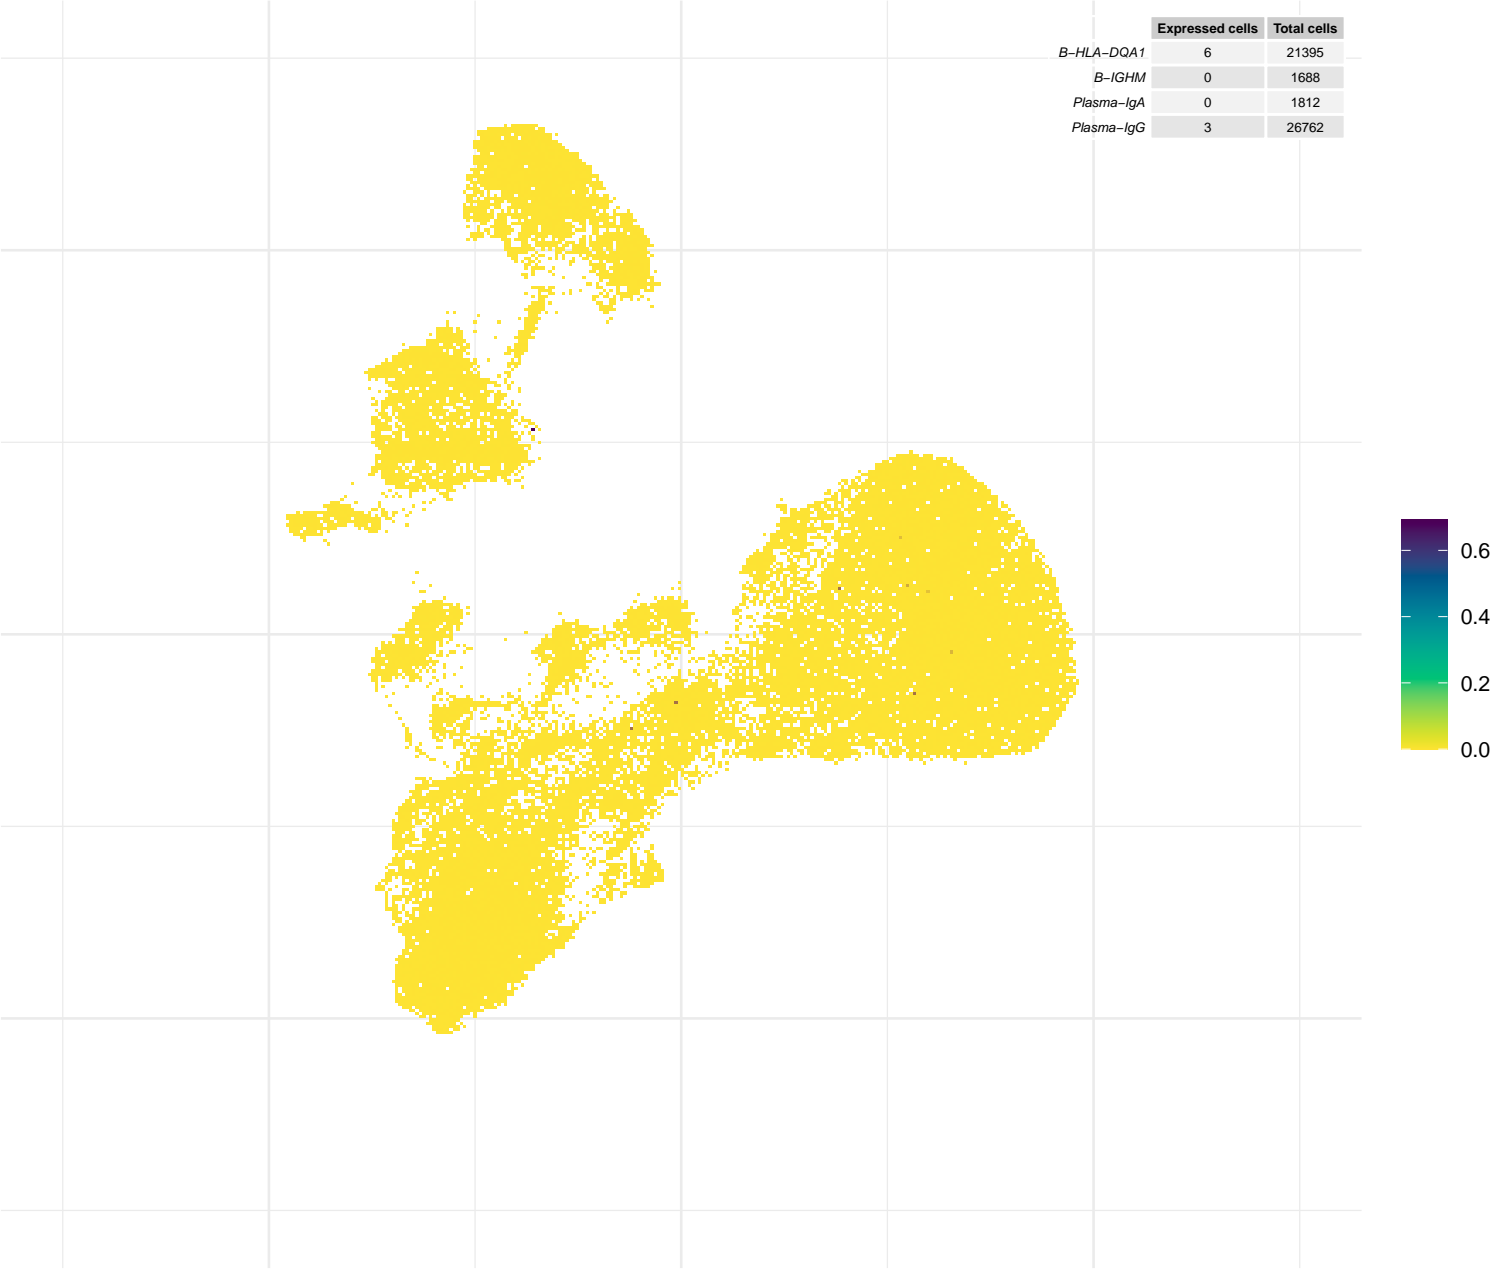 Expressed cells Total cells
B−HLA−DQA1 6 21395
B−IGHM 0 1688
Plasma−IgA 0 1812
Plasma−IgG 3 26762
0.6
0.4
0.2
0.0